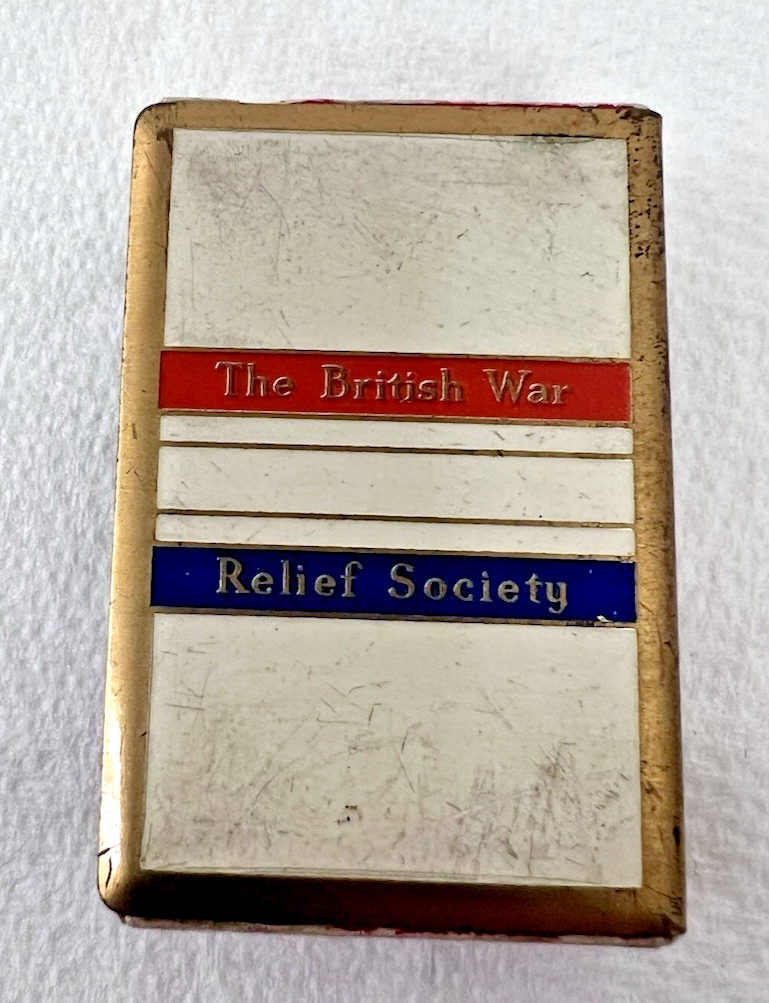 The British War
Relief Society